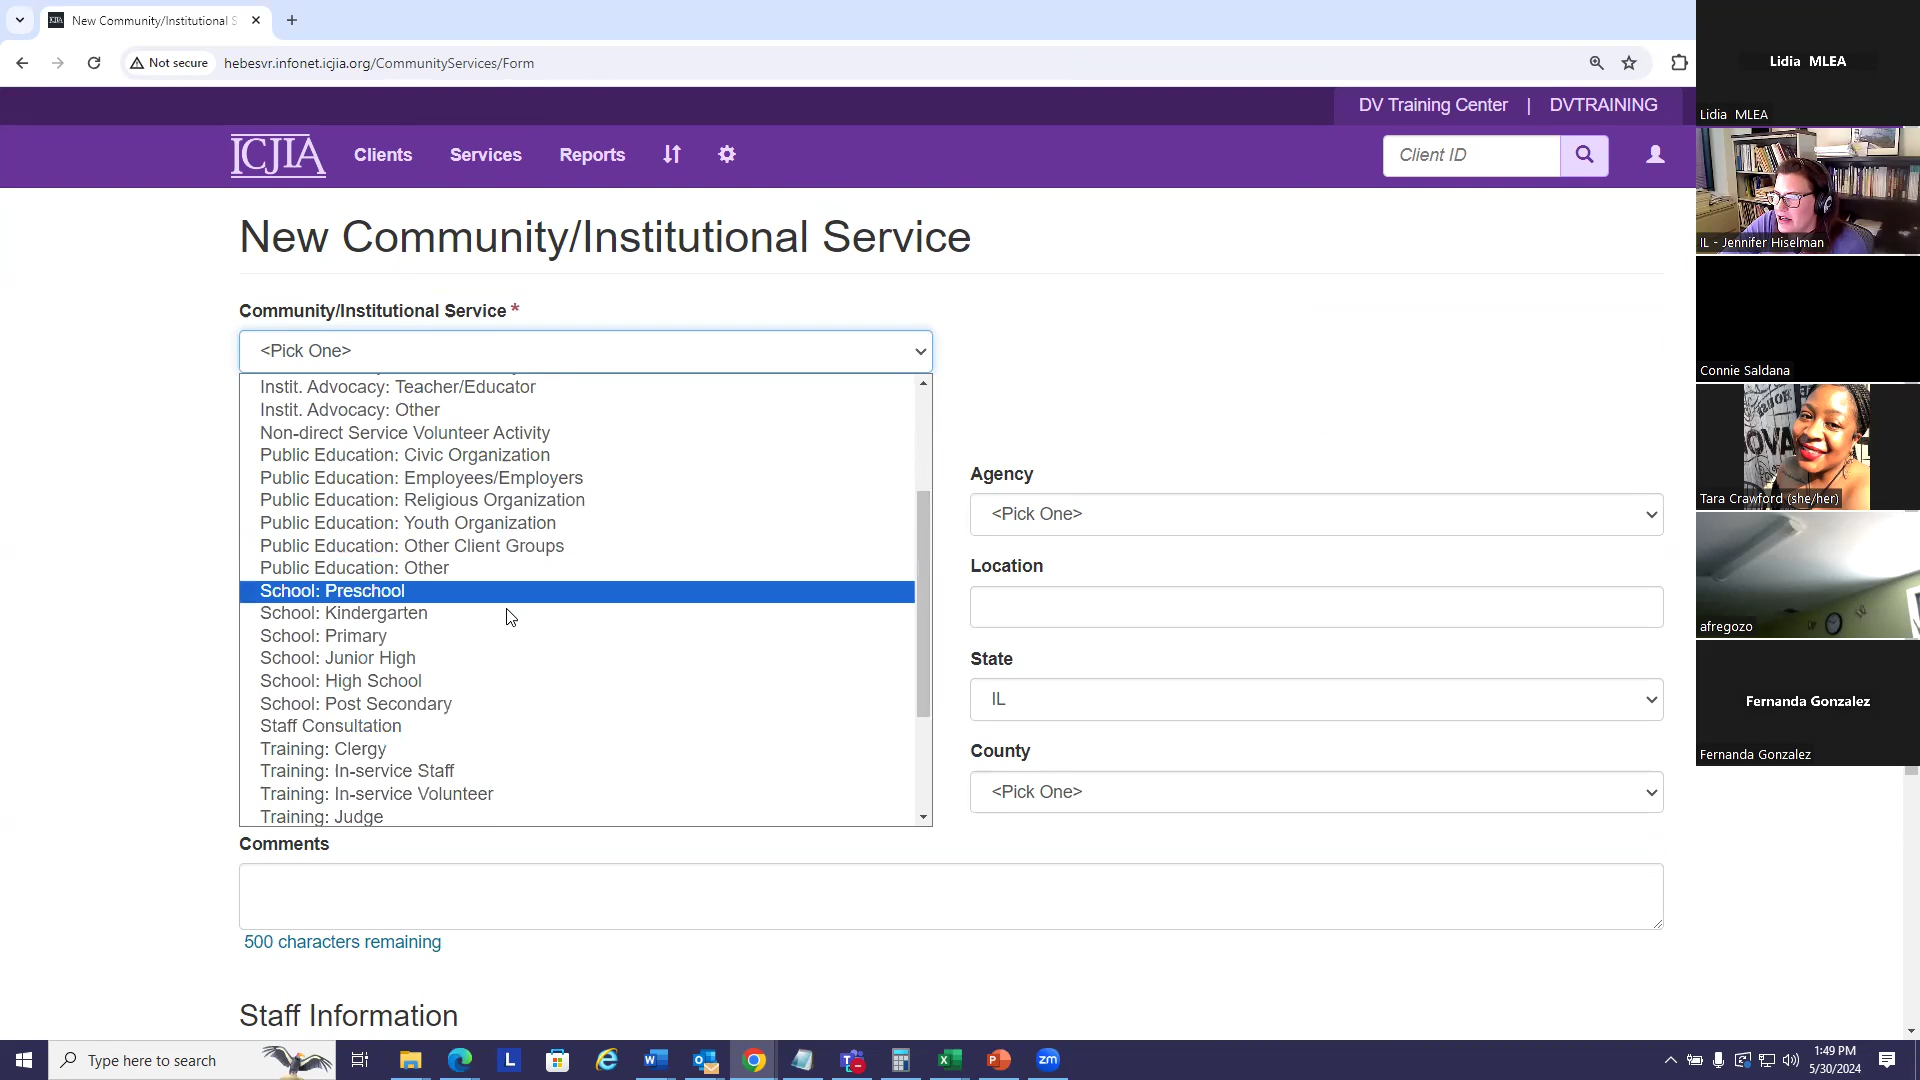 New Community/Institutional S
Not secure
hebesvr.infonet.icjia.org/CommunityServices/Form
DV Training Center | DVTRAINING
ICJIA
Clients
Services
Reports
Client ID
New Community/Institutional Service
Community/Institutional Service *
<Pick One>
Instit. Advocacy: Teacher/Educator
Instit. Advocacy: Other
Non-direct Service Volunteer Activity
Public Education: Civic Organization
Public Education: Employees/Employers
Public Education: Religious Organization
Public Education: Youth Organization
Public Education: Other Client Groups
Public Education: Other
School: Preschool
School: Kindergarten
School: Primary
School: Junior High
School: High School
School: Post Secondary
Staff Consultation
Training: Clergy
Training: In-service Staff
Training: In-service Volunteer
Training: Judge
Agency
<Pick One>
Location
State
IL
County
<Pick One>
Comments
500 characters remaining
Staff Information
Lidia MLEA
Lidia MLEA
IL - Jennifer Hiselman
Connie Saldana
Tara Crawford (she/her)
afregozo
Fernanda Gonzalez
Fernanda Gonzalez
Type here to search
L
zm
1:49 PM
5/30/2024